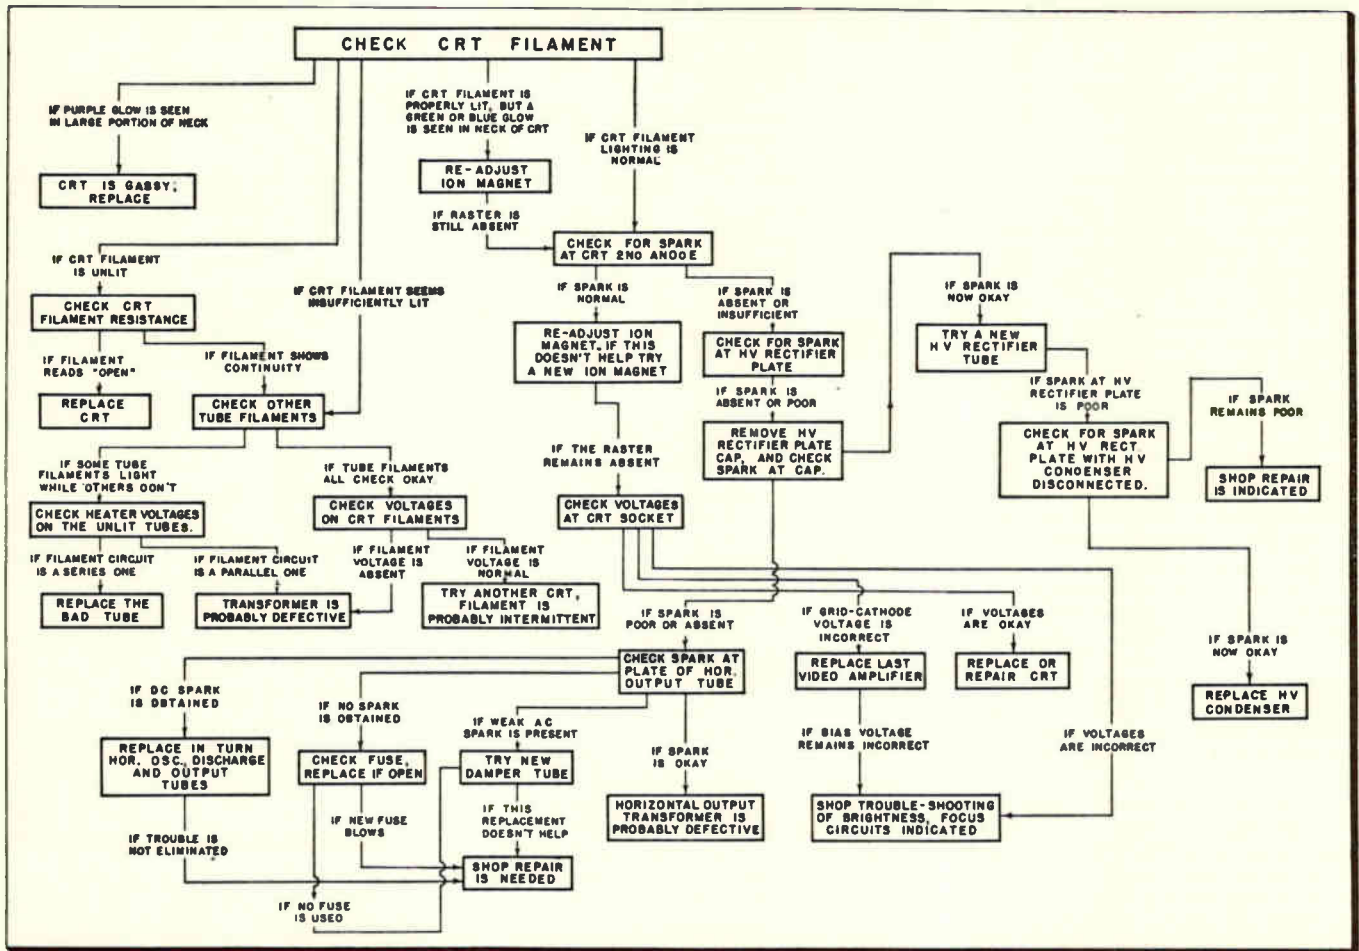 CHECK CRT FILAMENT
IF PURPLE GLOW IS SEEN
IN LARGE PORTION OF NECK
CRT IS GASSY,
REPLACE
IF CRT FILAMENT IS
PROPERLY LIT, BUT A
GREEN OR BLUE GLOW
IS SEEN IN NECK OF CRT
RE-ADJUST
ION MAGNET
IF RASTER IS
STILL ABSENT
IF CRT FILAMENT
LIGHTING IS
NORMAL
CHECK FOR SPARK
AT CRT 2ND ANODE
IF CRT FILAMENT
IS UNLIT
CHECK CRT
FILAMENT RESISTANCE
IF CRT FILAMENT SEEMS
INSUFFICIENTLY LIT
IF FILAMENT
READS "OPEN"
REPLACE
CRT
IF FILAMENT SHOWS
CONTINUITY
CHECK OTHER
TUBE FILAMENTS
IF SPARK IS
NORMAL
RE-ADJUST ION
MAGNET. IF THIS
DOESN'T HELP TRY
A NEW ION MAGNET
IF SPARK IS
ABSENT OR
INSUFFICIENT
CHECK FOR SPARK
AT HV RECTIFIER
PLATE
IF SPARK IS
ABSENT OR POOR
REMOVE HV
RECTIFIER PLATE
CAP, AND CHECK
SPARK AT CAP.
IF SPARK IS
NOW OKAY
TRY A NEW
HV RECTIFIER
TUBE
IF SPARK AT HV
RECTIFIER PLATE
IS POOR
CHECK FOR SPARK
AT HV RECT.
PLATE WITH HV
CONDENSER
DISCONNECTED.
IF SPARK
REMAINS POOR
SHOP REPAIR
IS INDICATED
IF SOME TUBE
FILAMENTS LIGHT
WHILE OTHERS DON'T
CHECK HEATER VOLTAGES
ON THE UNLIT TUBES.
IF TUBE FILAMENTS
ALL CHECK OKAY
CHECK VOLTAGES
ON CRT FILAMENTS
IF THE RASTER
REMAINS ABSENT
CHECK VOLTAGES
AT CRT SOCKET
IF FILAMENT CIRCUIT
IS A SERIES ONE
REPLACE THE
BAD TUBE
IF FILAMENT CIRCUIT
IS A PARALLEL ONE
TRANSFORMER IS
PROBABLY DEFECTIVE
IF FILAMENT
VOLTAGE IS
ABSENT
IF FILAMENT
VOLTAGE IS
NORMAL
TRY ANOTHER CRT,
FILAMENT IS
PROBABLY INTERMITTENT
IF SPARK IS
POOR OR ABSENT
CHECK SPARK AT
PLATE OF HOR.
OUTPUT TUBE
IF GRID-CATHODE
VOLTAGE IS
INCORRECT
REPLACE LAST
VIDEO AMPLIFIER
IF VOLTAGES
ARE OKAY
REPLACE OR
REPAIR CRT
IF SPARK IS
NOW OKAY
REPLACE HV
CONDENSER
IF DC SPARK
IS OBTAINED
REPLACE IN TURN
HOR. OSC., DISCHARGE
AND OUTPUT
TUBES
IF TROUBLE IS
NOT ELIMINATED
IF NO SPARK
IS OBTAINED
CHECK FUSE,
REPLACE IF OPEN
IF NEW FUSE
BLOWS
IF NO FUSE
IS USED
IF WEAK AC
SPARK IS PRESENT
TRY NEW
DAMPER TUBE
IF THIS
REPLACEMENT
DOESN'T HELP
SHOP REPAIR
IS NEEDED
IF SPARK
IS OKAY
HORIZONTAL OUTPUT
TRANSFORMER IS
PROBABLY DEFECTIVE
IF BIAS VOLTAGE
REMAINS INCORRECT
SHOP TROUBLE-SHOOTING
OF BRIGHTNESS, FOCUS
CIRCUITS INDICATED
IF VOLTAGES
ARE INCORRECT